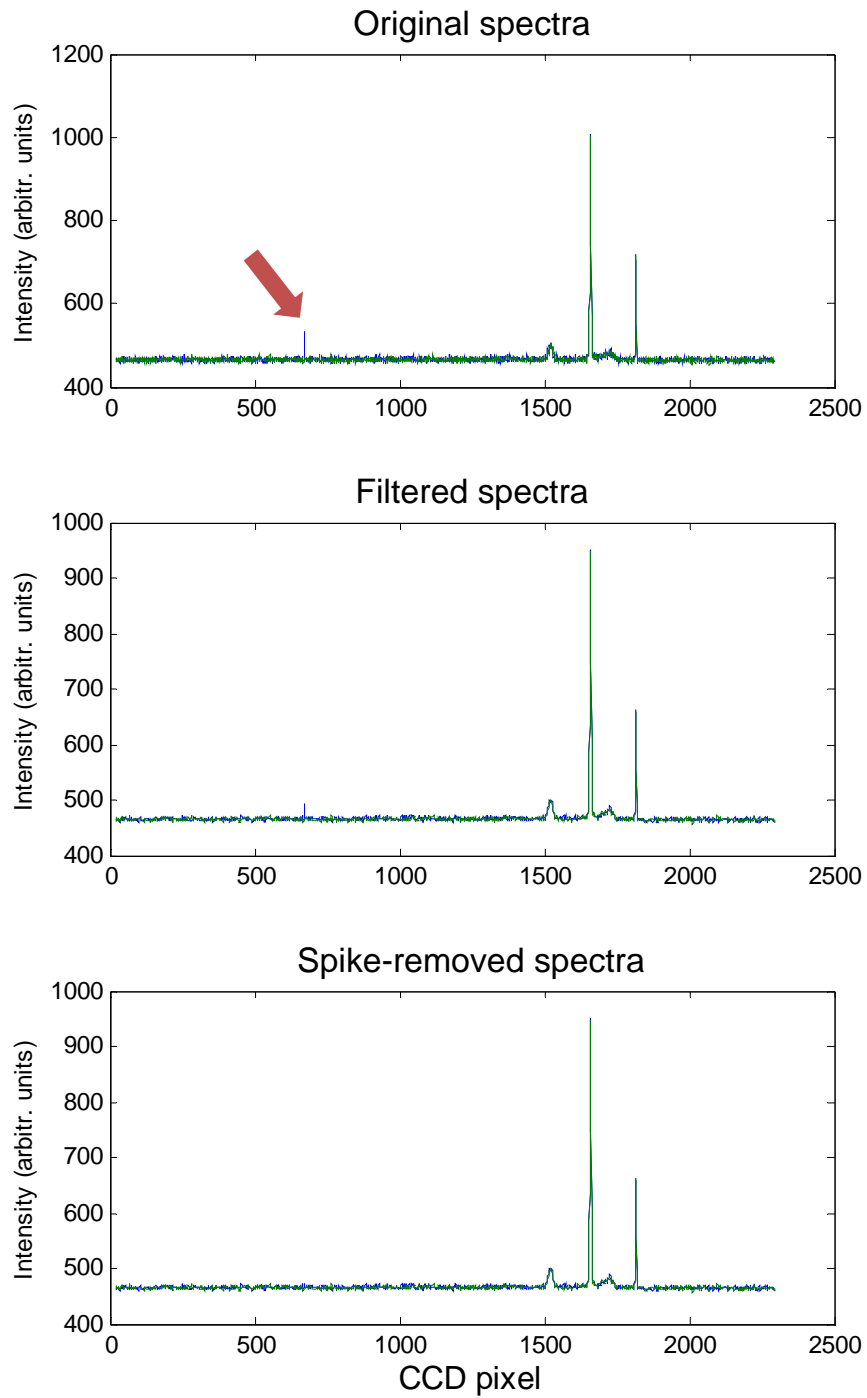 Original spectra
Intensity (arbitr. units)
1200
1000
800
600
400
0 500 1000 1500 2000 2500
Filtered spectra
Intensity (arbitr. units)
1000
900
800
700
600
500
400
0 500 1000 1500 2000 2500
Spike-removed spectra
Intensity (arbitr. units)
1000
900
800
700
600
500
400
0 500 1000 1500 2000 2500
CCD pixel